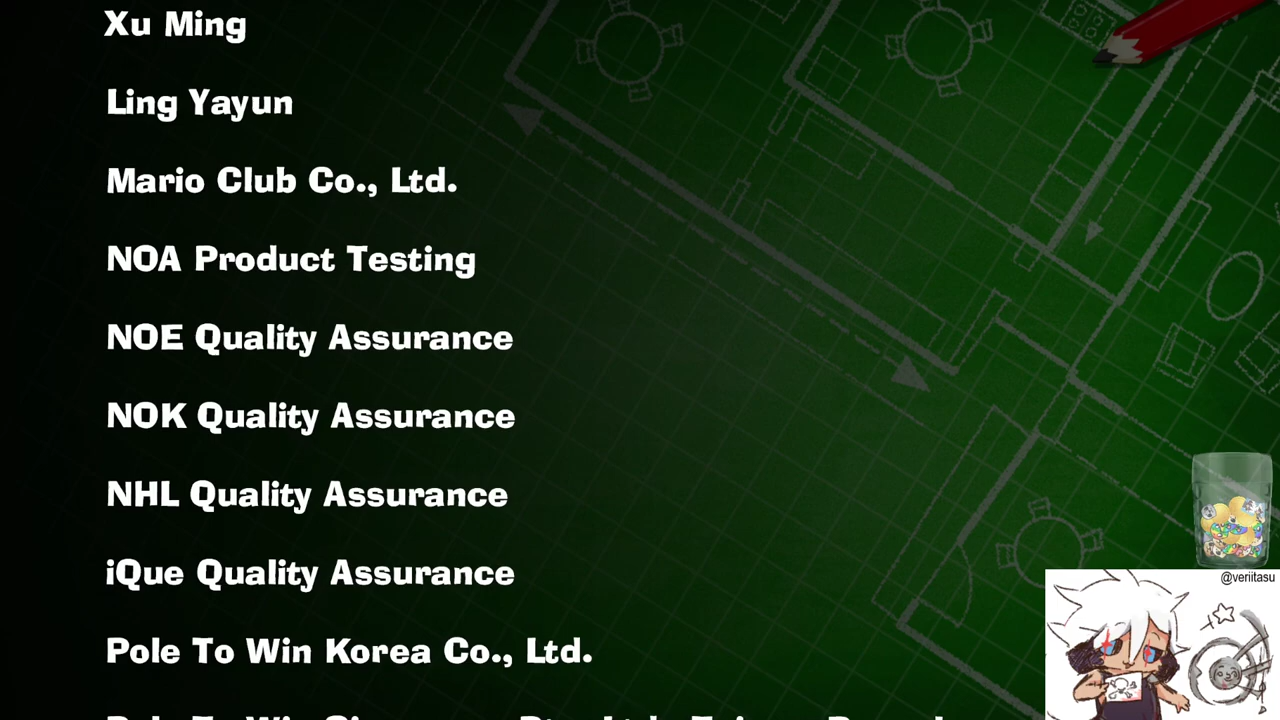 Xu Ming
Ling Yayun
Mario Club Co., Ltd.
NOA Product Testing
NOE Quality Assurance
NOK Quality Assurance
NHL Quality Assurance
iQue Quality Assurance
@veriitasu
Pole To Win Korea Co., Ltd.